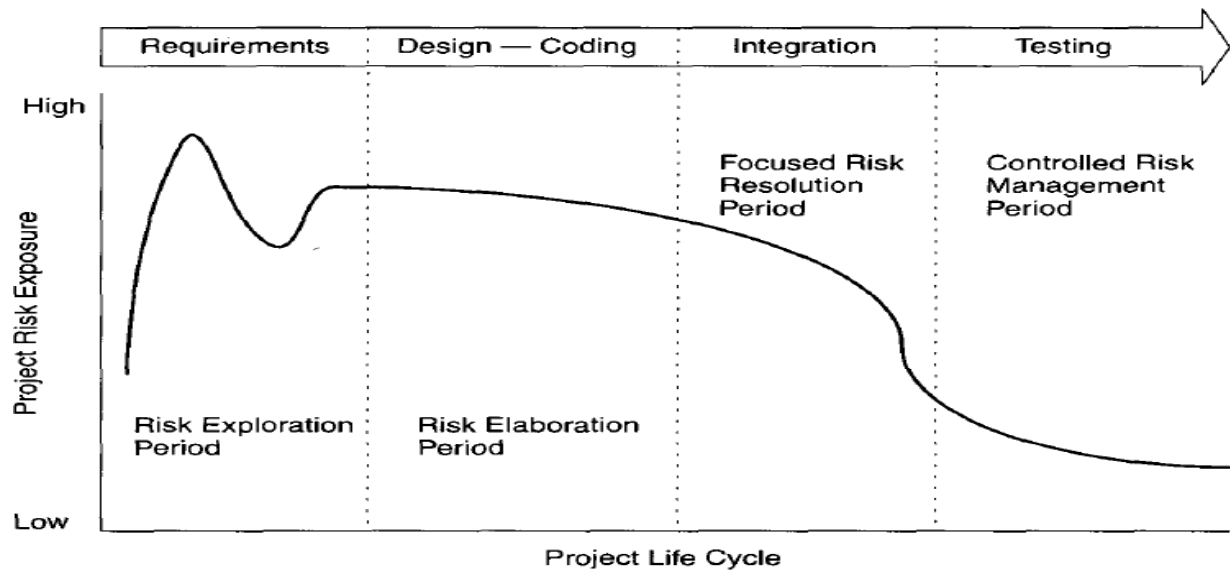 Requirements
Design — Coding
Integration
Testing
High
Focused Risk
Resolution
Period
Controlled Risk
Management
Period
Project Risk Exposure
Risk Exploration
Period
Risk Elaboration
Period
Low
Project Life Cycle